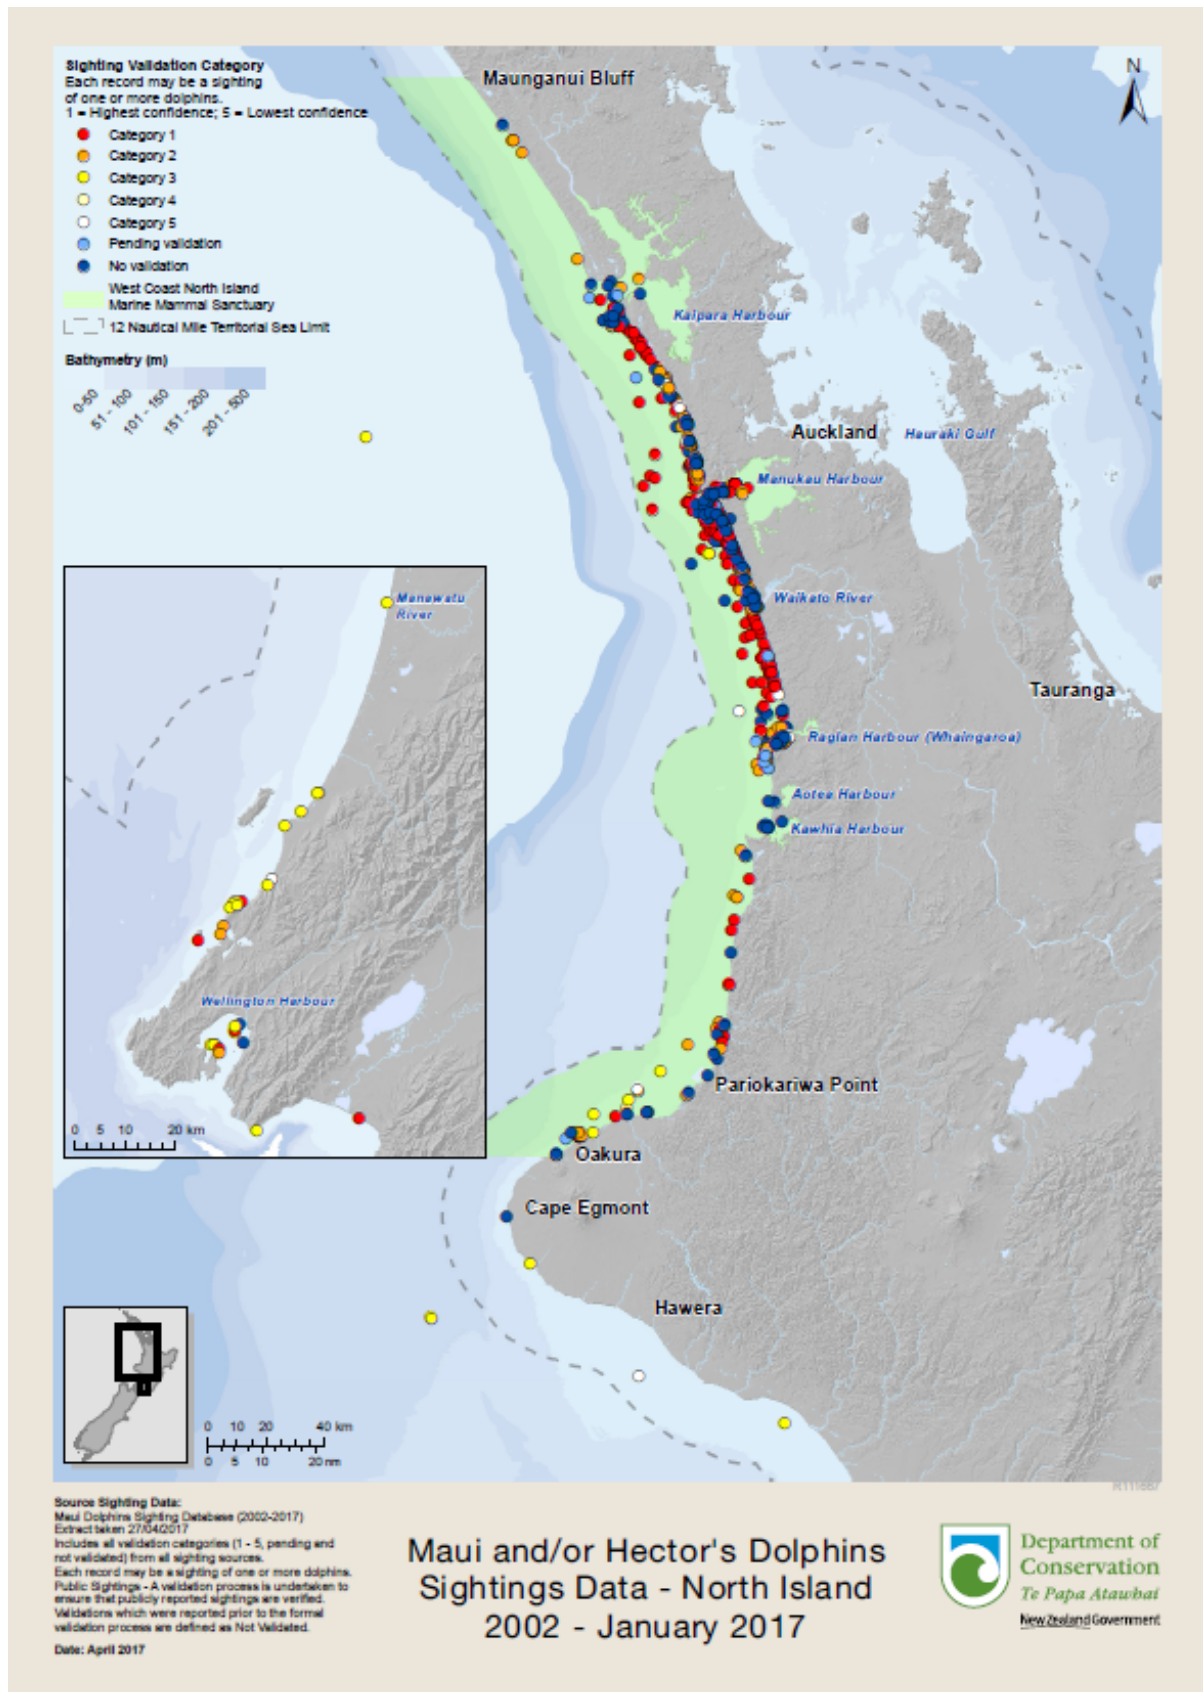 Sighting Validation Category
Each record may be a sighting
of one or more dolphins.
1 = Highest confidence; 5 = Lowest confidence
Category 1
Category 2
Category 3
Category 4
Category 5
Pending validation
No validation
West Coast North Island
Marine Mammal Sanctuary
12 Nautical Mile Territorial Sea Limit
Bathymetry (m)
0-50
51 - 100
101 - 150
151 - 200
201 - 500
N
Maunganui Bluff
Kaipara Harbour
Auckland
Hauraki Gulf
Manukau Harbour
Waikato River
Tauranga
Raglan Harbour (Whaingaroa)
Aotea Harbour
Kawhia Harbour
Pariokariwa Point
Oakura
Cape Egmont
Hawera
Manawatu
River
Wellington Harbour
0 5 10 20 km
0 10 20 40 km
0 5 10 20 nm
R111667
Source Sighting Data:
Maui Dolphins Sighting Database (2002-2017)
Extract taken 27/04/2017
Includes all validation categories (1 - 5, pending and
not validated) from all sighting sources.
Each record may be a sighting of one or more dolphins.
Public Sightings - A validation process is undertaken to
ensure that publicly reported sightings are verified.
Validations which were reported prior to the formal
validation process are defined as Not Validated.
Date: April 2017
Maui and/or Hector's Dolphins
Sightings Data - North Island
2002 - January 2017
Department of
Conservation
Te Papa Atawhai
New Zealand Government